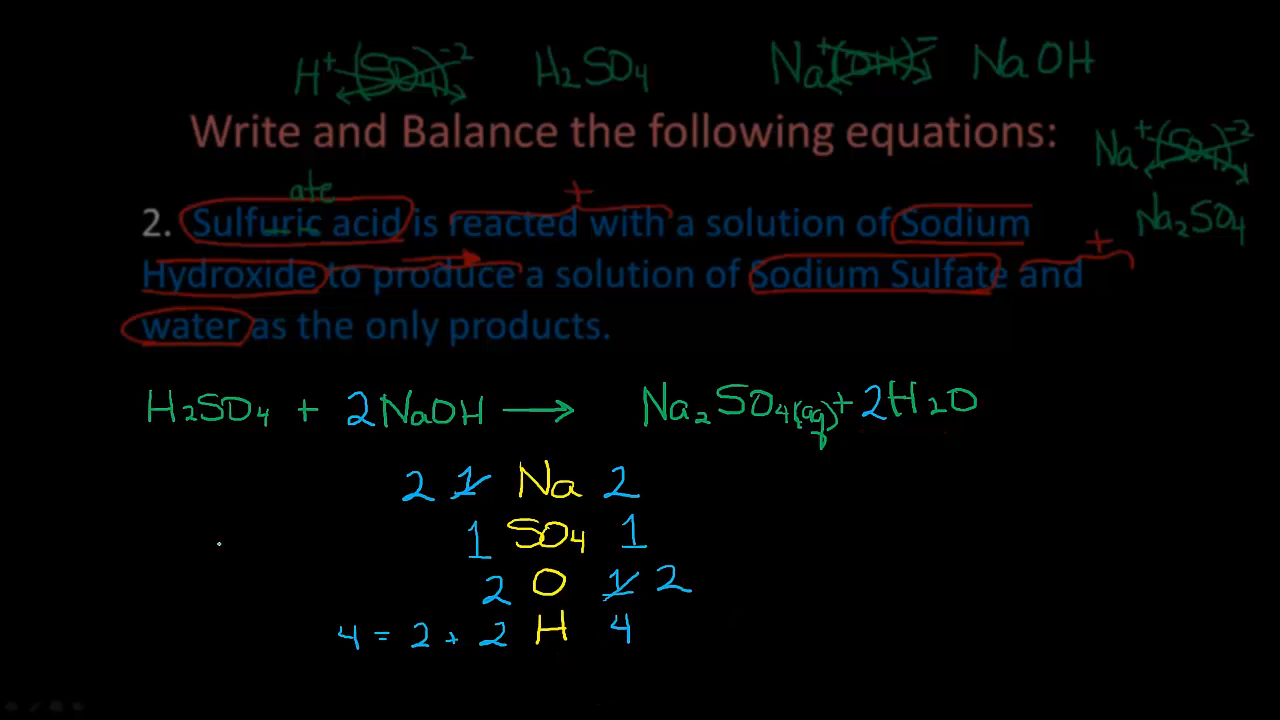 H⁺(SO₄)⁻² H₂SO₄ Na⁺(OH)⁻ NaOH
Write and Balance the following equations:
Na⁺(SO₄)⁻²
ate +
2. Sulfuric acid is reacted with a solution of Sodium
Na₂SO₄
+
Hydroxide to produce a solution of Sodium Sulfate and
water as the only products.
H₂SO₄ + 2NaOH → Na₂SO₄(aq) + 2H₂O
2 1 Na 2
1 SO₄ 1
2 O 1 2
4 = 2 + 2 H 4